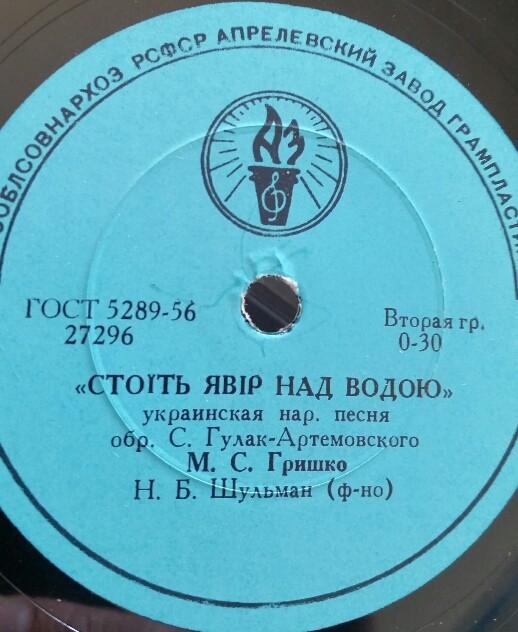 ОБЛСОВНАРХОЗ РСФСР АПРЕЛЕВСКИЙ ЗАВОД
АЗ
ГОСТ 5289-56
27296
Вторая гр.
0-30
«СТОЇТЬ ЯВІР НАД ВОДОЮ»
украинская нар. песня
обр. С. Гулак-Артемовского
М. С. Гришко
Н. Б. Шульман (ф-но)